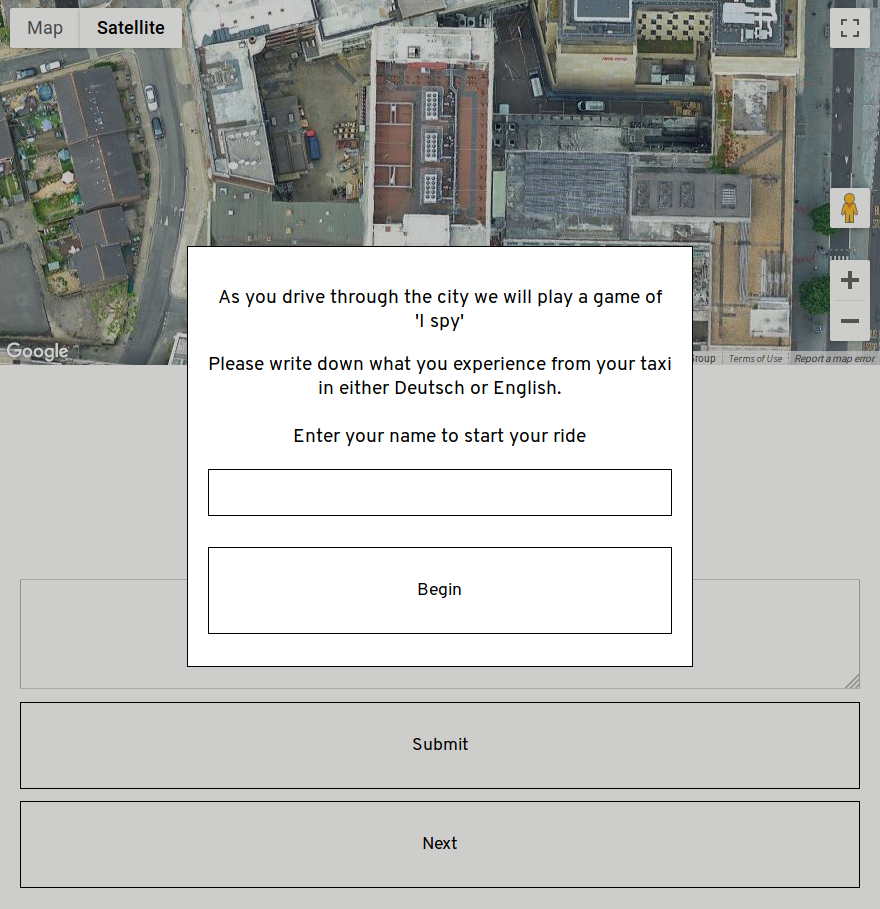 Map
Satellite
Google
Terms of Use
Report a map error
As you drive through the city we will play a game of
'I spy'
Please write down what you experience from your taxi
in either Deutsch or English.
Enter your name to start your ride
Begin
Submit
Next